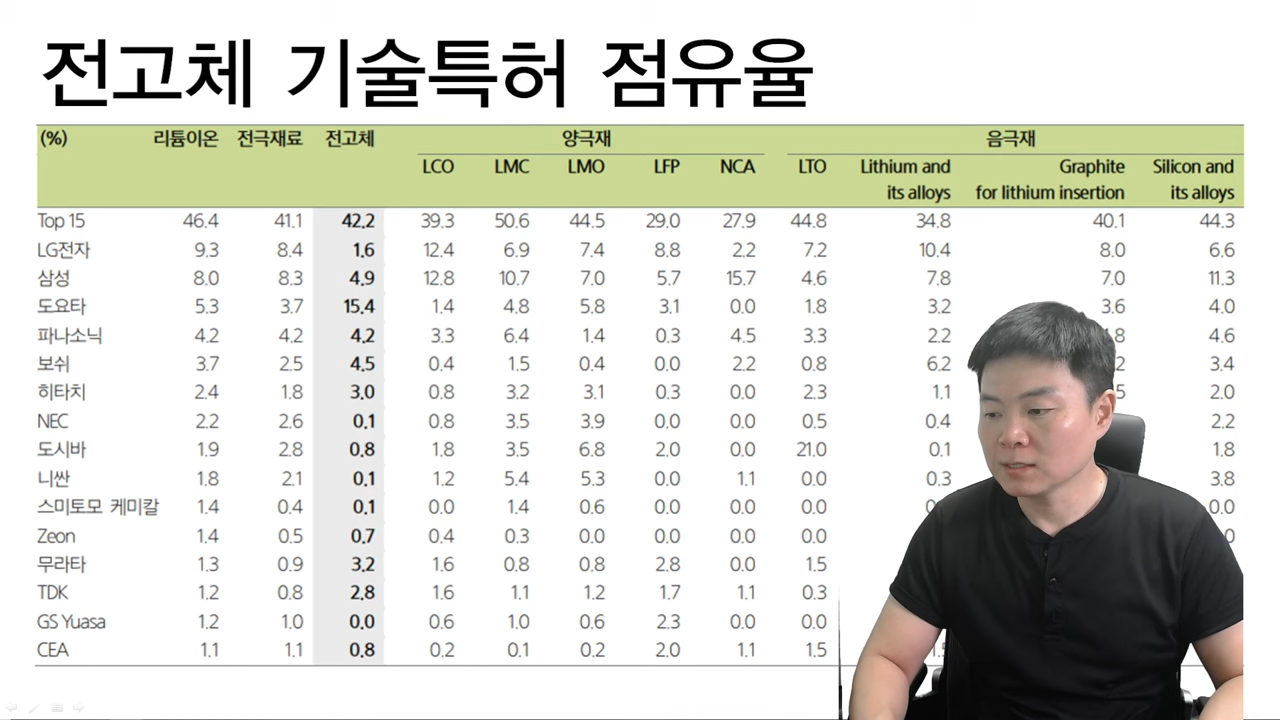 전고체 기술특허 점유율
(%) 리튬이온 전극재료 전고체 양극재 음극재
LCO LMC LMO LFP NCA LTO Lithium and its alloys Graphite for lithium insertion Silicon and its alloys
Top 15 46.4 41.1 42.2 39.3 50.6 44.5 29.0 27.9 44.8 34.8 40.1 44.3
LG전자 9.3 8.4 1.6 12.4 6.9 7.4 8.8 2.2 7.2 10.4 8.0 6.6
삼성 8.0 8.3 4.9 12.8 10.7 7.0 5.7 15.7 4.6 7.8 7.0 11.3
도요타 5.3 3.7 15.4 1.4 4.8 5.8 3.1 0.0 1.8 3.2 3.6 4.0
파나소닉 4.2 4.2 4.2 3.3 6.4 1.4 0.3 4.5 3.3 2.2 4.6
보쉬 3.7 2.5 4.5 0.4 1.5 0.4 0.0 2.2 0.8 6.2 3.4
히타치 2.4 1.8 3.0 0.8 3.2 3.1 0.3 0.0 2.3 1.1 2.0
NEC 2.2 2.6 0.1 0.8 3.5 3.9 0.0 0.0 0.5 0.4 2.2
도시바 1.9 2.8 0.8 1.8 3.5 6.8 2.0 0.0 21.0 0.1 1.8
니싼 1.8 2.1 0.1 1.2 5.4 5.3 0.0 1.1 0.0 0.3 3.8
스미토모 케미칼 1.4 0.4 0.1 0.0 1.4 0.6 0.0 0.0 0.0
Zeon 1.4 0.5 0.7 0.4 0.3 0.0 0.0 0.0 0.0
무라타 1.3 0.9 3.2 1.6 0.8 0.8 2.8 0.0 1.5
TDK 1.2 0.8 2.8 1.6 1.1 1.2 1.7 1.1 0.3
GS Yuasa 1.2 1.0 0.0 0.6 1.0 0.6 2.3 0.0 0.0
CEA 1.1 1.1 0.8 0.2 0.1 0.2 2.0 1.1 1.5